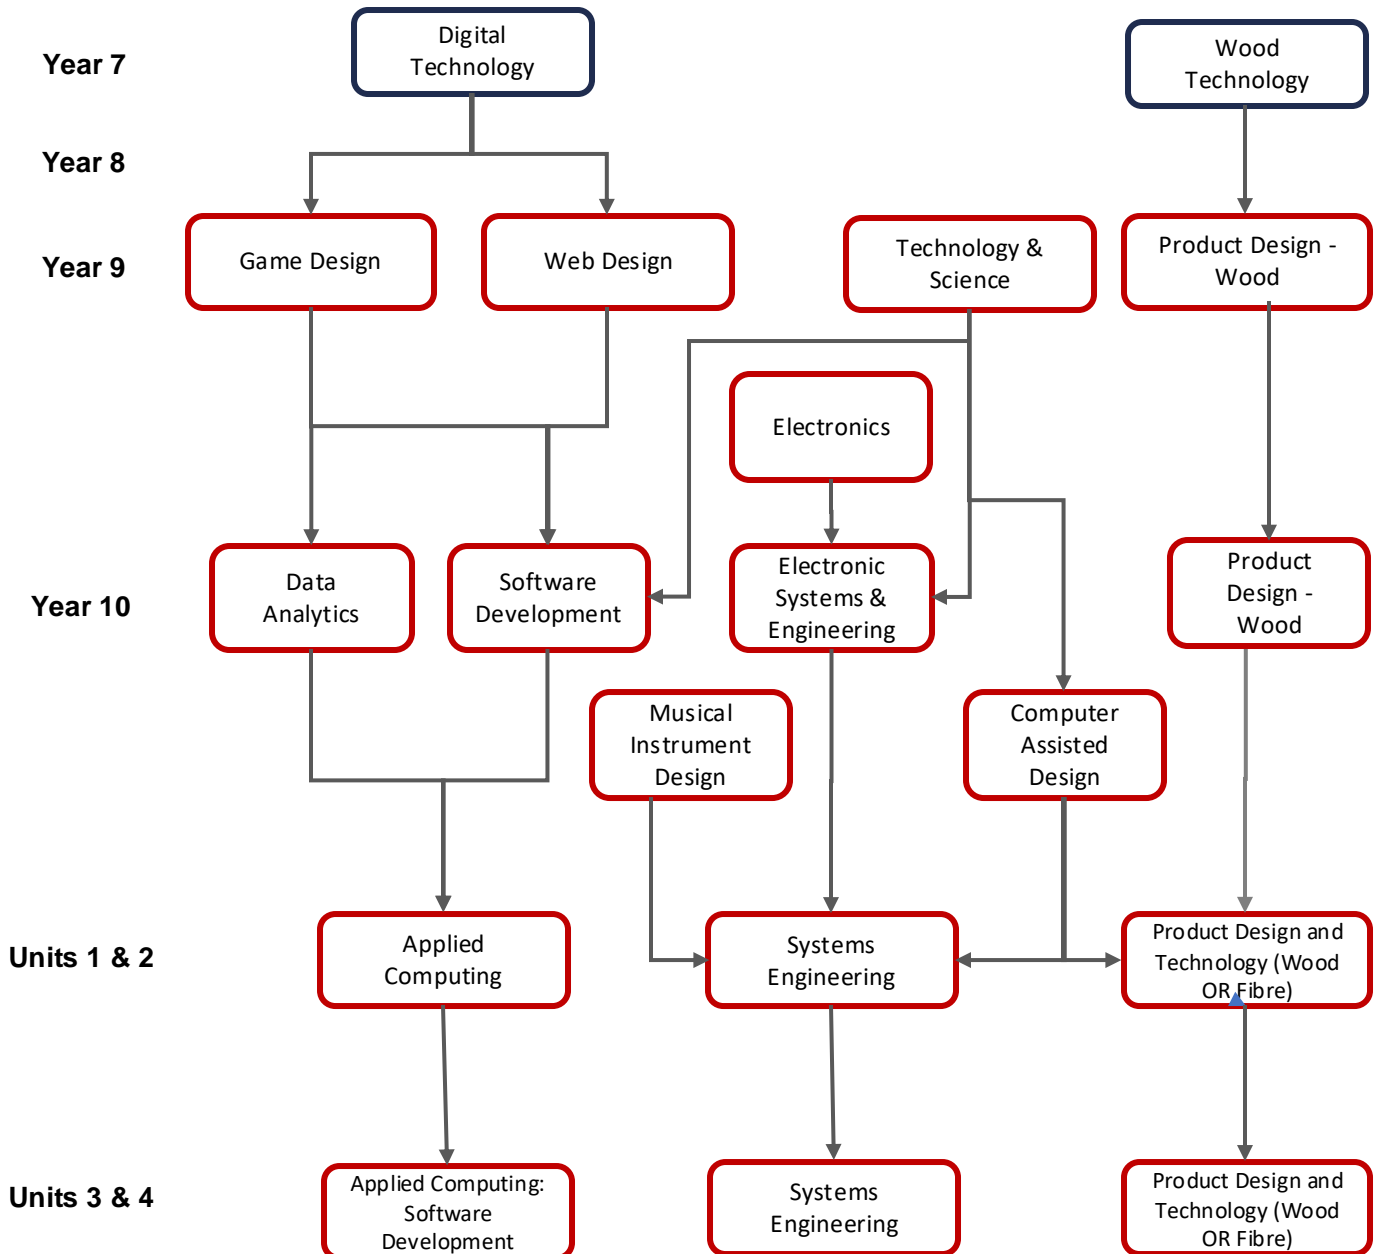 Year 7
Digital
Technology
Wood
Technology
Year 8
Year 9
Game Design
Web Design
Technology &
Science
Product Design -
Wood
Electronics
Year 10
Data
Analytics
Software
Development
Electronic
Systems &
Engineering
Product
Design -
Wood
Musical
Instrument
Design
Computer
Assisted
Design
Units 1 & 2
Applied
Computing
Systems
Engineering
Product Design and
Technology (Wood
OR Fibre)
Units 3 & 4
Applied Computing:
Software
Development
Systems
Engineering
Product Design and
Technology (Wood
OR Fibre)